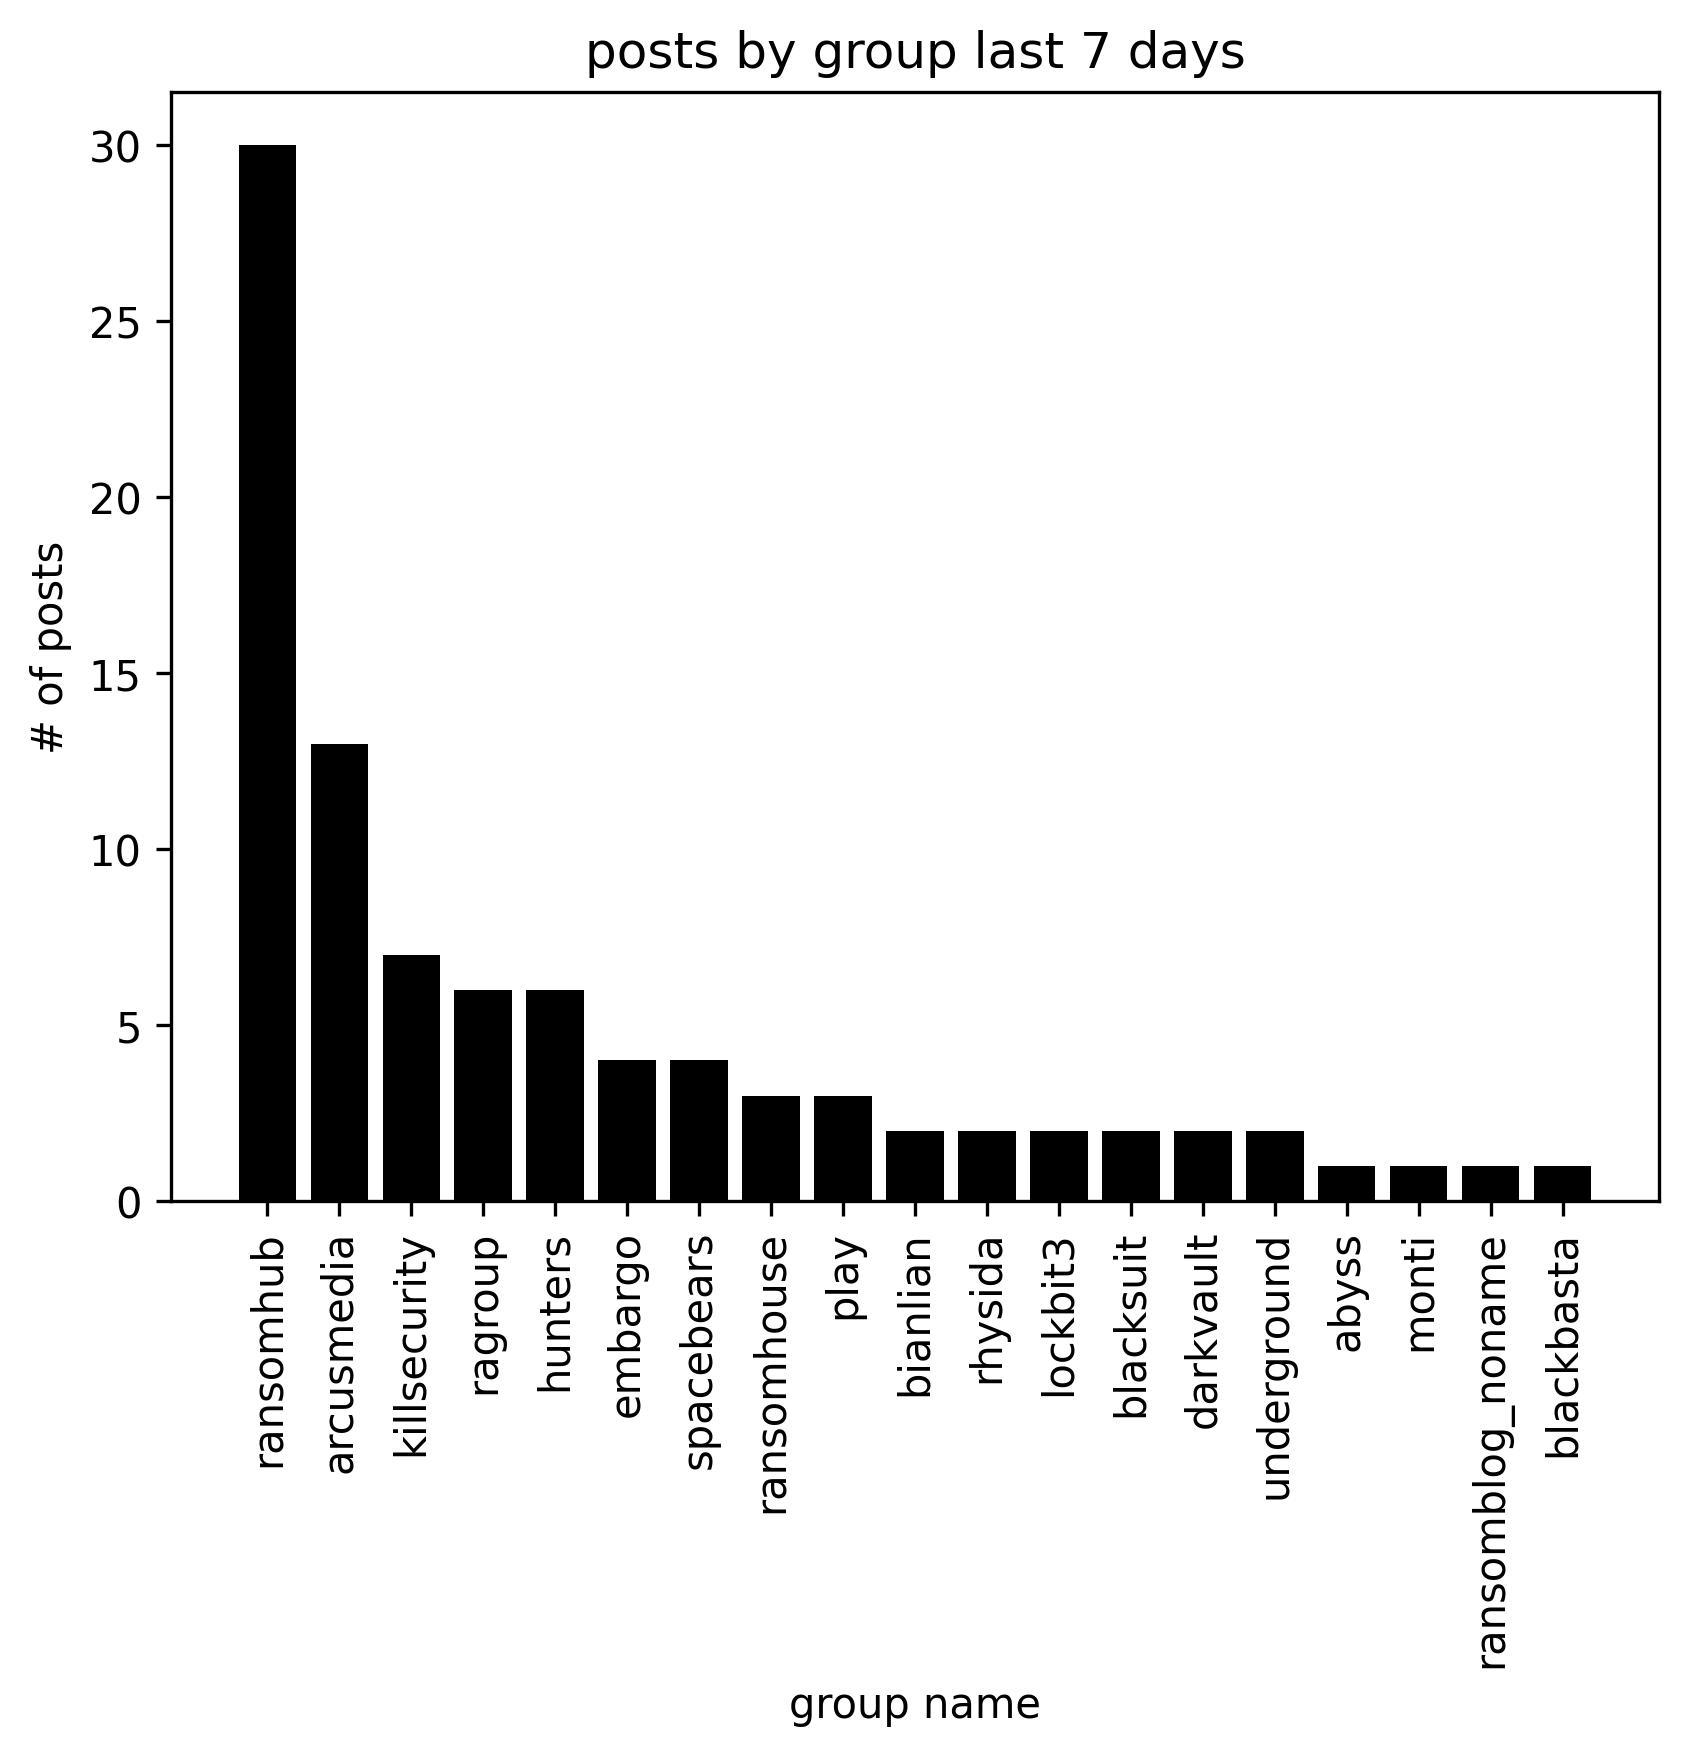 posts by group last 7 days
# of posts
30
25
20
15
10
5
0
ransomhub
arcusmedia
killsecurity
ragroup
hunters
embargo
spacebears
ransomhouse
play
bianlian
rhysida
lockbit3
blacksuit
darkvault
underground
abyss
monti
ransomblog_noname
blackbasta
group name